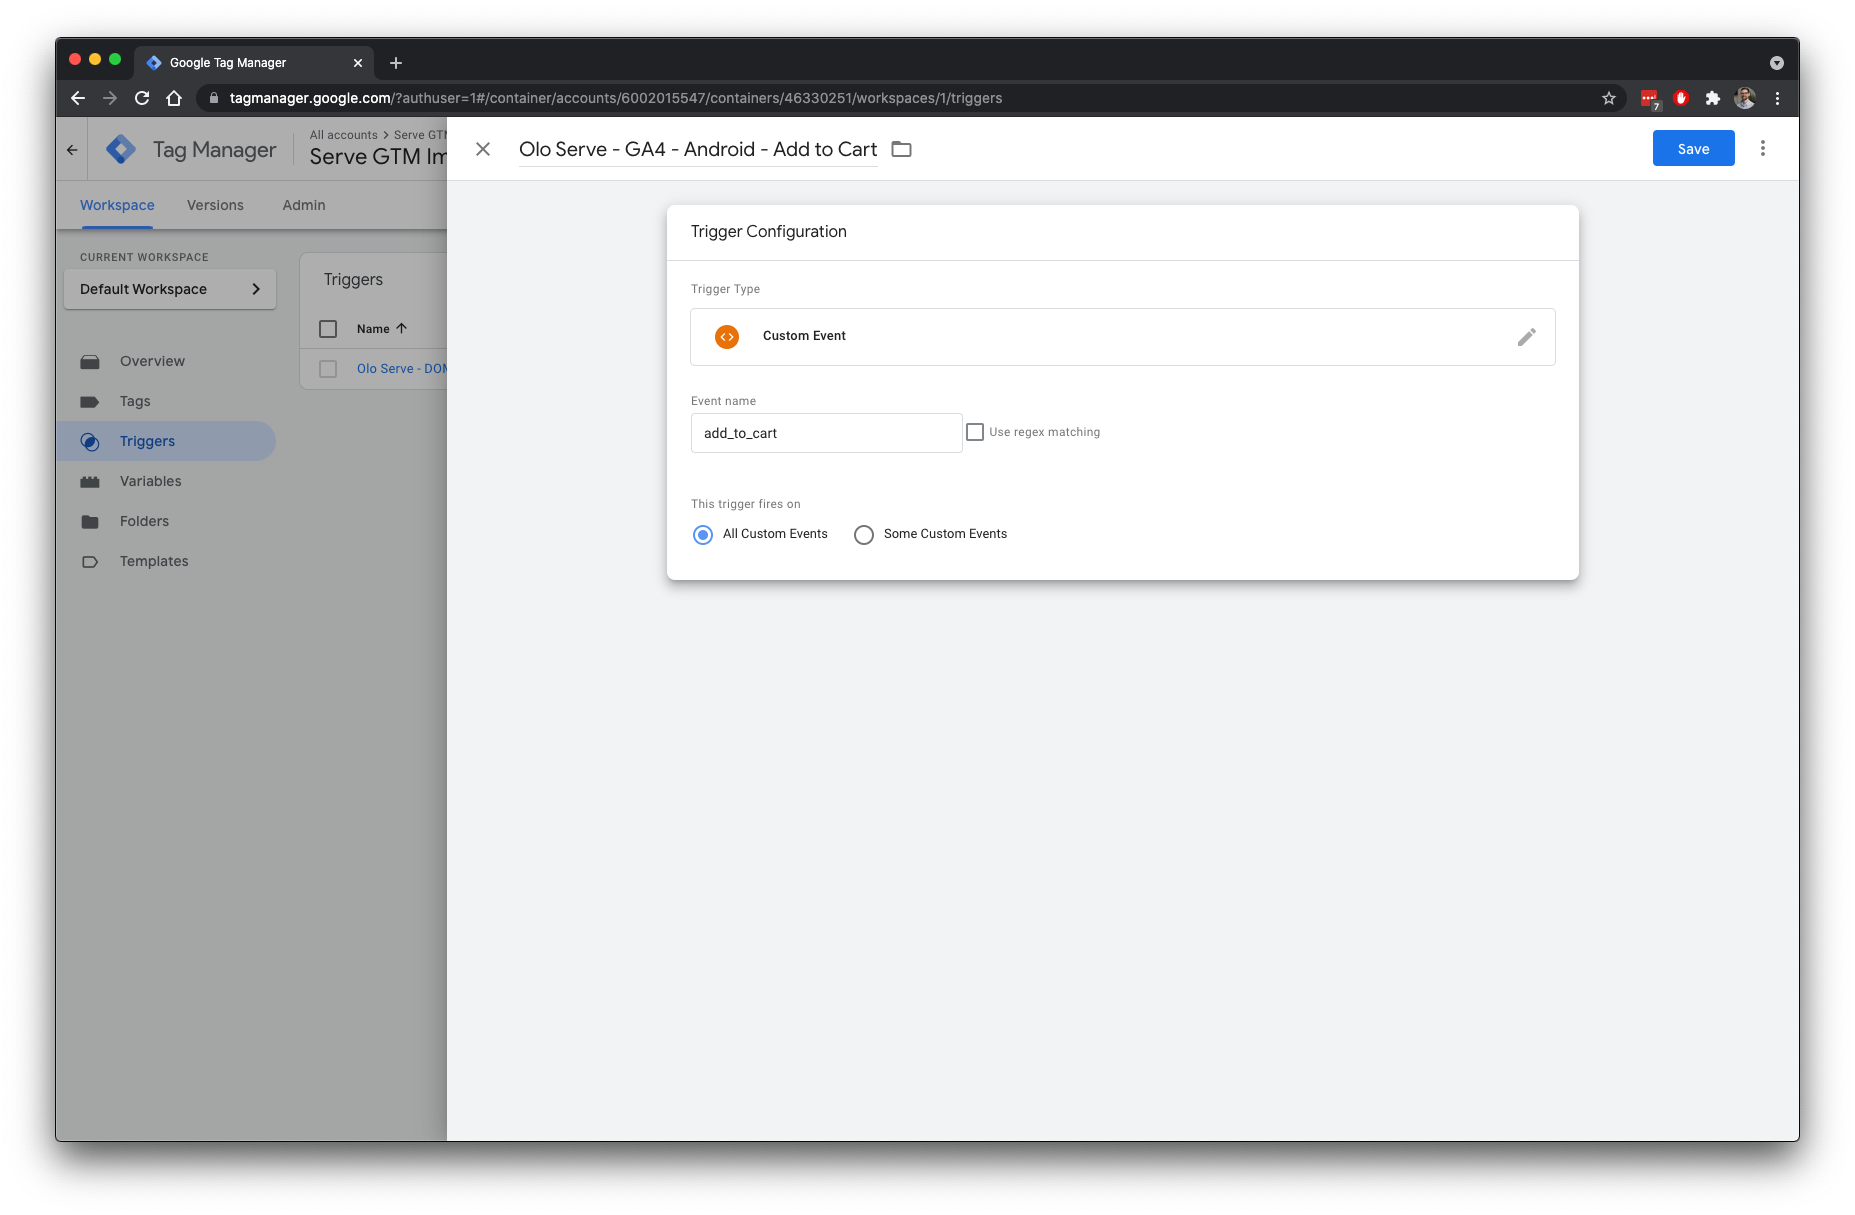 Google Tag Manager
tagmanager.google.com/?authuser=1#/container/accounts/6002015547/containers/46330251/workspaces/1/triggers
7
Tag Manager
All accounts > Serve GTM
Serve GTM Im
Olo Serve - GA4 - Android - Add to Cart
Save
Workspace
Versions
Admin
CURRENT WORKSPACE
Default Workspace
Overview
Tags
Triggers
Variables
Folders
Templates
Triggers
Name
Olo Serve - DOM
Trigger Configuration
Trigger Type
Custom Event
Event name
add_to_cart
Use regex matching
This trigger fires on
All Custom Events
Some Custom Events